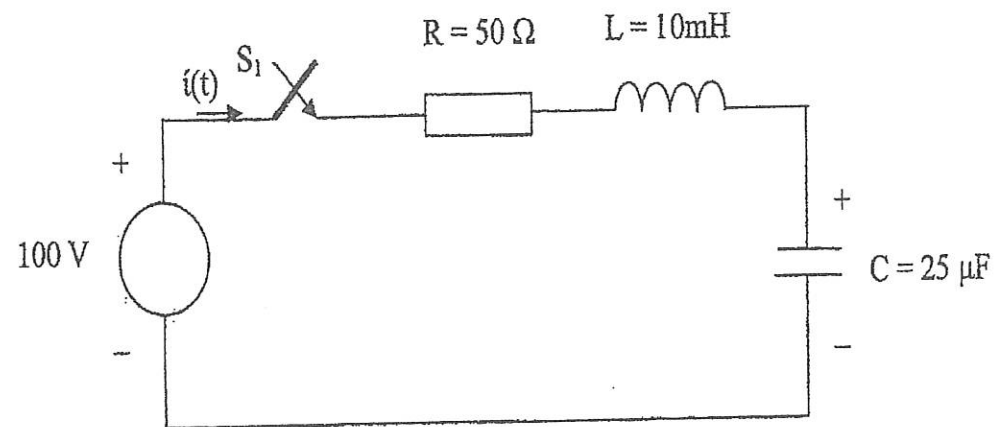 R = 50 Ω
L = 10mH
S₁
i(t)
+
+
100 V
C = 25 μF
−
−